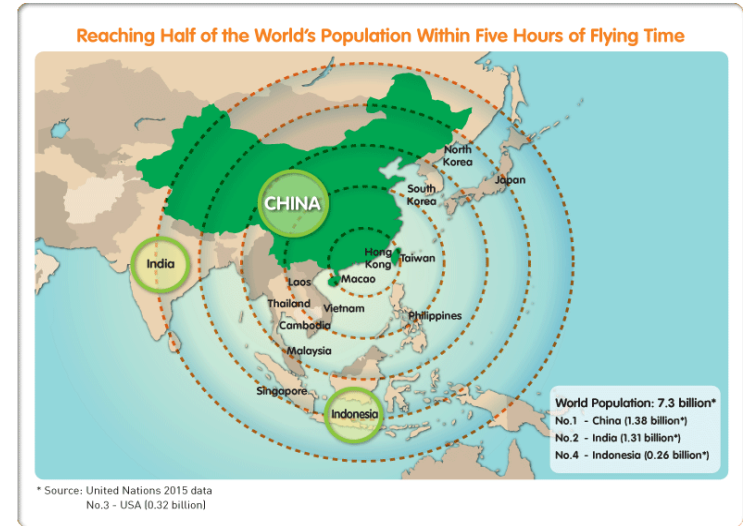 Reaching Half of the World's Population Within Five Hours of Flying Time
North
Korea
Japan
South
Korea
CHINA
India
Hong
Kong
Taiwan
Macao
Laos
Thailand
Vietnam
Cambodia
Philippines
Malaysia
Singapore
Indonesia
World Population: 7.3 billion*
No.1 - China (1.38 billion*)
No.2 - India (1.31 billion*)
No.4 - Indonesia (0.26 billion*)
* Source: United Nations 2015 data
No.3 - USA (0.32 billion)